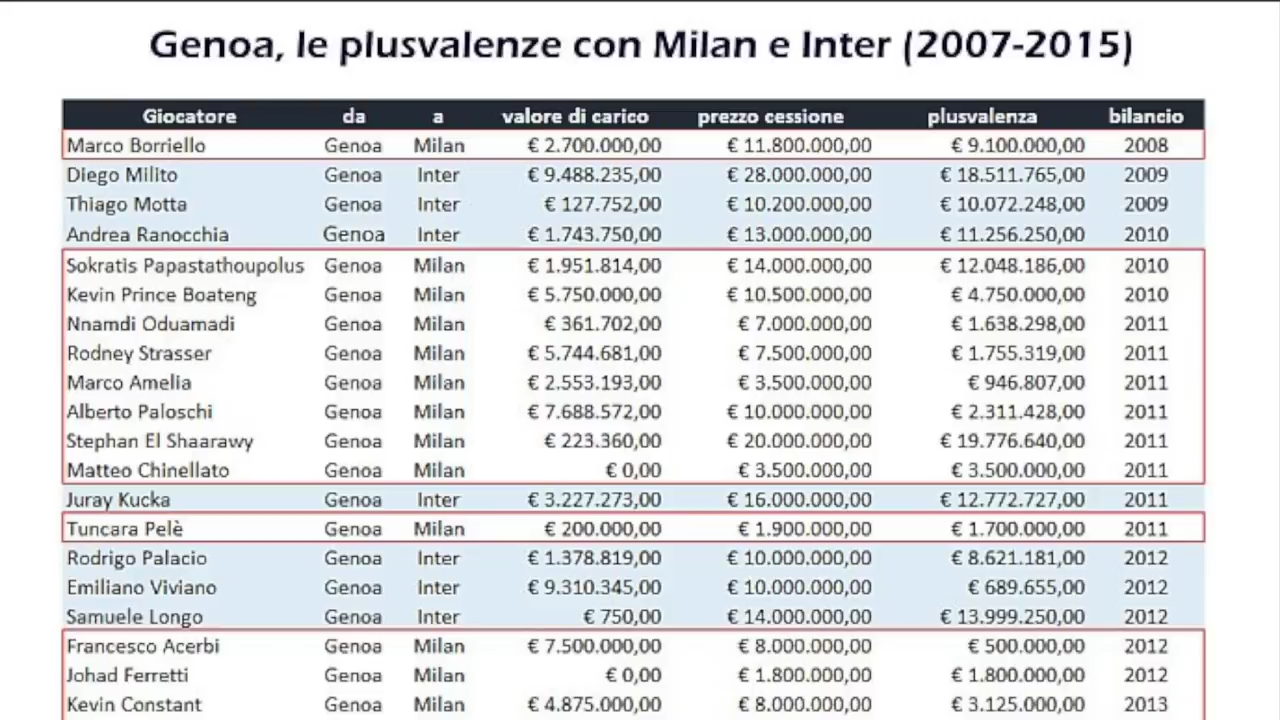 Genoa, le plusvalenze con Milan e Inter (2007-2015)
Giocatore da a valore di carico prezzo cessione plusvalenza bilancio
Marco Borriello Genoa Milan € 2.700.000,00 € 11.800.000,00 € 9.100.000,00 2008
Diego Milito Genoa Inter € 9.488.235,00 € 28.000.000,00 € 18.511.765,00 2009
Thiago Motta Genoa Inter € 127.752,00 € 10.200.000,00 € 10.072.248,00 2009
Andrea Ranocchia Genoa Inter € 1.743.750,00 € 13.000.000,00 € 11.256.250,00 2010
Sokratis Papastathoupolus Genoa Milan € 1.951.814,00 € 14.000.000,00 € 12.048.186,00 2010
Kevin Prince Boateng Genoa Milan € 5.750.000,00 € 10.500.000,00 € 4.750.000,00 2010
Nnamdi Oduamadi Genoa Milan € 361.702,00 € 7.000.000,00 € 1.638.298,00 2011
Rodney Strasser Genoa Milan € 5.744.681,00 € 7.500.000,00 € 1.755.319,00 2011
Marco Amelia Genoa Milan € 2.553.193,00 € 3.500.000,00 € 946.807,00 2011
Alberto Paloschi Genoa Milan € 7.688.572,00 € 10.000.000,00 € 2.311.428,00 2011
Stephan El Shaarawy Genoa Milan € 223.360,00 € 20.000.000,00 € 19.776.640,00 2011
Matteo Chinellato Genoa Milan € 0,00 € 3.500.000,00 € 3.500.000,00 2011
Juray Kucka Genoa Inter € 3.227.273,00 € 16.000.000,00 € 12.772.727,00 2011
Tuncara Pelè Genoa Milan € 200.000,00 € 1.900.000,00 € 1.700.000,00 2011
Rodrigo Palacio Genoa Inter € 1.378.819,00 € 10.000.000,00 € 8.621.181,00 2012
Emiliano Viviano Genoa Inter € 9.310.345,00 € 10.000.000,00 € 689.655,00 2012
Samuele Longo Genoa Inter € 750,00 € 14.000.000,00 € 13.999.250,00 2012
Francesco Acerbi Genoa Milan € 7.500.000,00 € 8.000.000,00 € 500.000,00 2012
Johad Ferretti Genoa Milan € 0,00 € 1.800.000,00 € 1.800.000,00 2012
Kevin Constant Genoa Milan € 4.875.000,00 € 8.000.000,00 € 3.125.000,00 2013